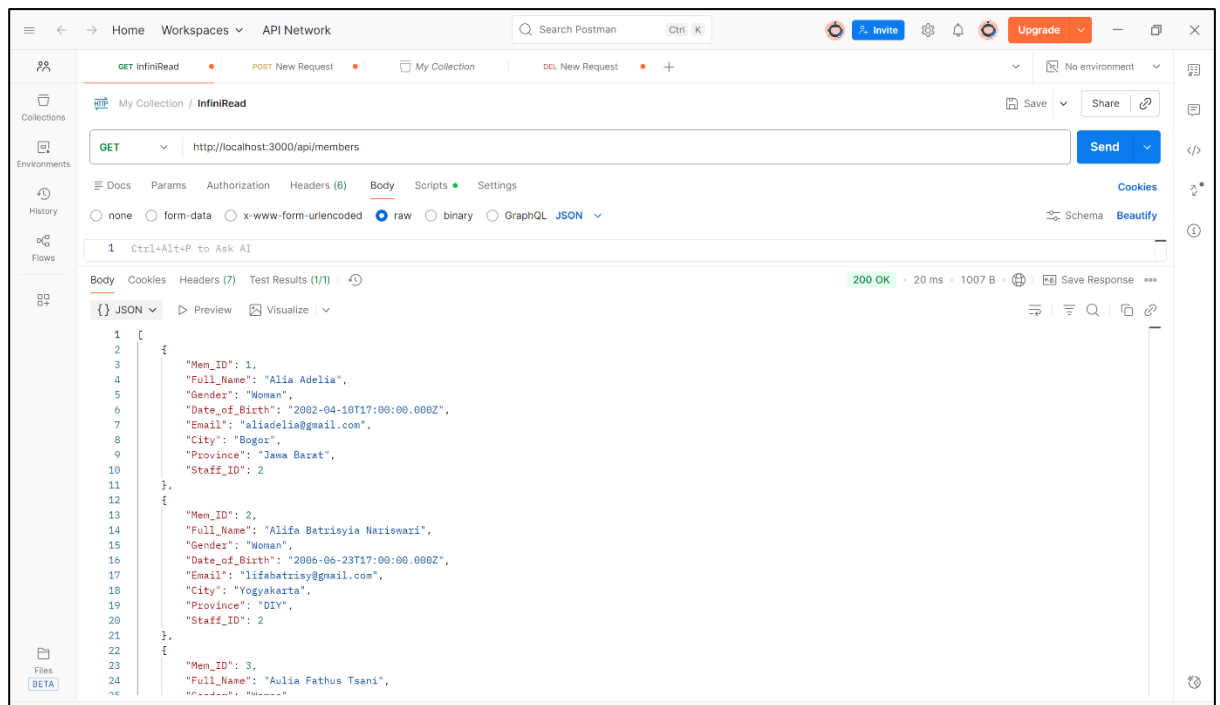 Home Workspaces API Network Search Postman Ctrl K Invite Upgrade
GET InfiniRead POST New Request My Collection DEL New Request No environment
HTTP My Collection / InfiniRead Save Share
Collections
GET http://localhost:3000/api/members Send
Environments
Docs Params Authorization Headers (6) Body Scripts Settings Cookies
History
none form-data x-www-form-urlencoded raw binary GraphQL JSON Schema Beautify
Flows
1 Ctrl+Alt+P to Ask AI
Body Cookies Headers (7) Test Results (1/1) 200 OK 20 ms 1007 B e.g. Save Response
{} JSON Preview Visualize
1 [
2 {
3 "Mem_ID": 1,
4 "Full_Name": "Alia Adelia",
5 "Gender": "Woman",
6 "Date_of_Birth": "2002-04-10T17:00:00.000Z",
7 "Email": "aliadelia@gmail.com",
8 "City": "Bogor",
9 "Province": "Jawa Barat",
10 "Staff_ID": 2
11 },
12 {
13 "Mem_ID": 2,
14 "Full_Name": "Alifa Batrisyia Nariswari",
15 "Gender": "Woman",
16 "Date_of_Birth": "2006-06-23T17:00:00.000Z",
17 "Email": "lifabatrisy@gmail.com",
18 "City": "Yogyakarta",
19 "Province": "DIY",
20 "Staff_ID": 2
21 },
22 {
23 "Mem_ID": 3,
24 "Full_Name": "Aulia Fathus Tsani",
Files
BETA